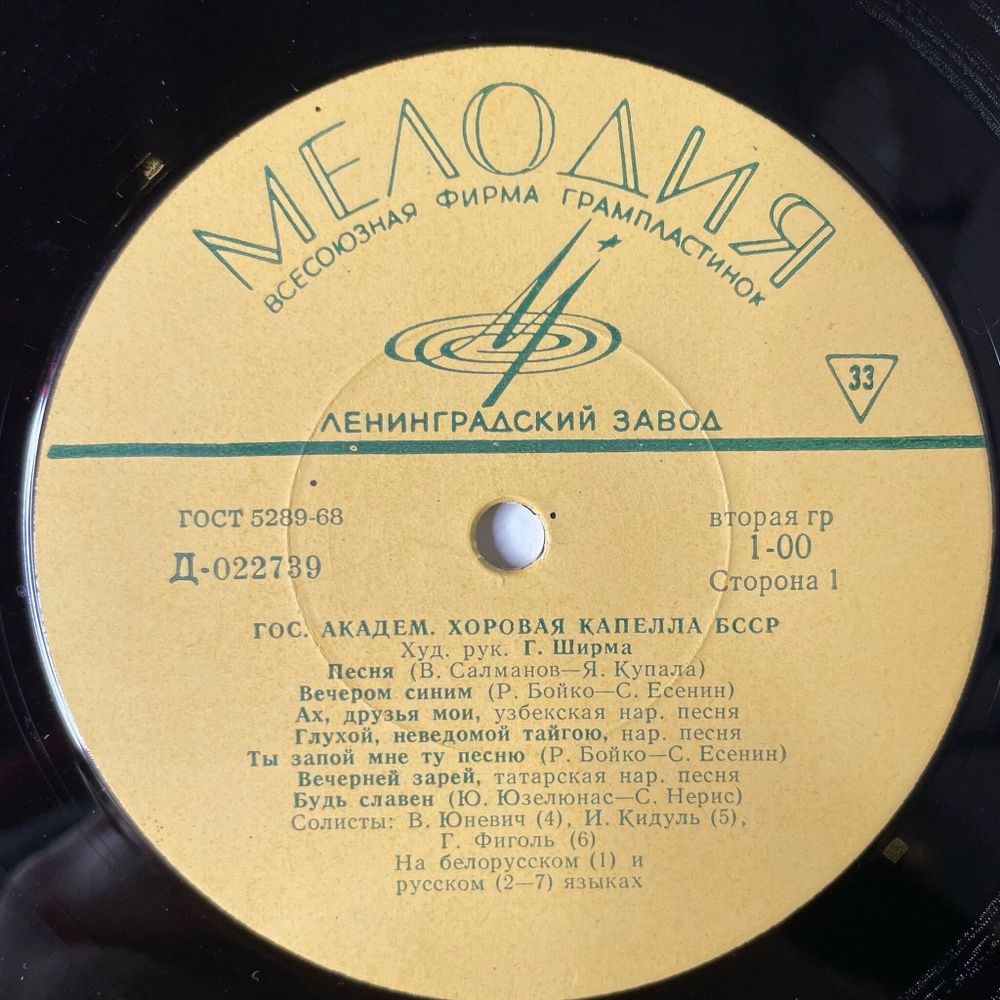 МЕЛОДИЯ
ВСЕСОЮЗНАЯ ФИРМА ГРАМПЛАСТИНОК
33
ЛЕНИНГРАДСКИЙ ЗАВОД
ГОСТ 5289-68
вторая гр
Д-022739
1-00
Сторона 1
ГОС. АКАДЕМ. ХОРОВАЯ КАПЕЛЛА БССР
Худ. рук. Г. Ширма
Песня (В. Салманов—Я. Купала)
Вечером синим (Р. Бойко—С. Есенин)
Ах, друзья мои, узбекская нар. песня
Глухой, неведомой тайгою, нар. песня
Ты запой мне ту песню (Р. Бойко—С. Есенин)
Вечерней зарей, татарская нар. песня
Будь славен (Ю. Юзелюнас—С. Нерис)
Солисты: В. Юневич (4), И. Кидуль (5),
Г. Фиголь (6)
На белорусском (1) и
русском (2—7) языках